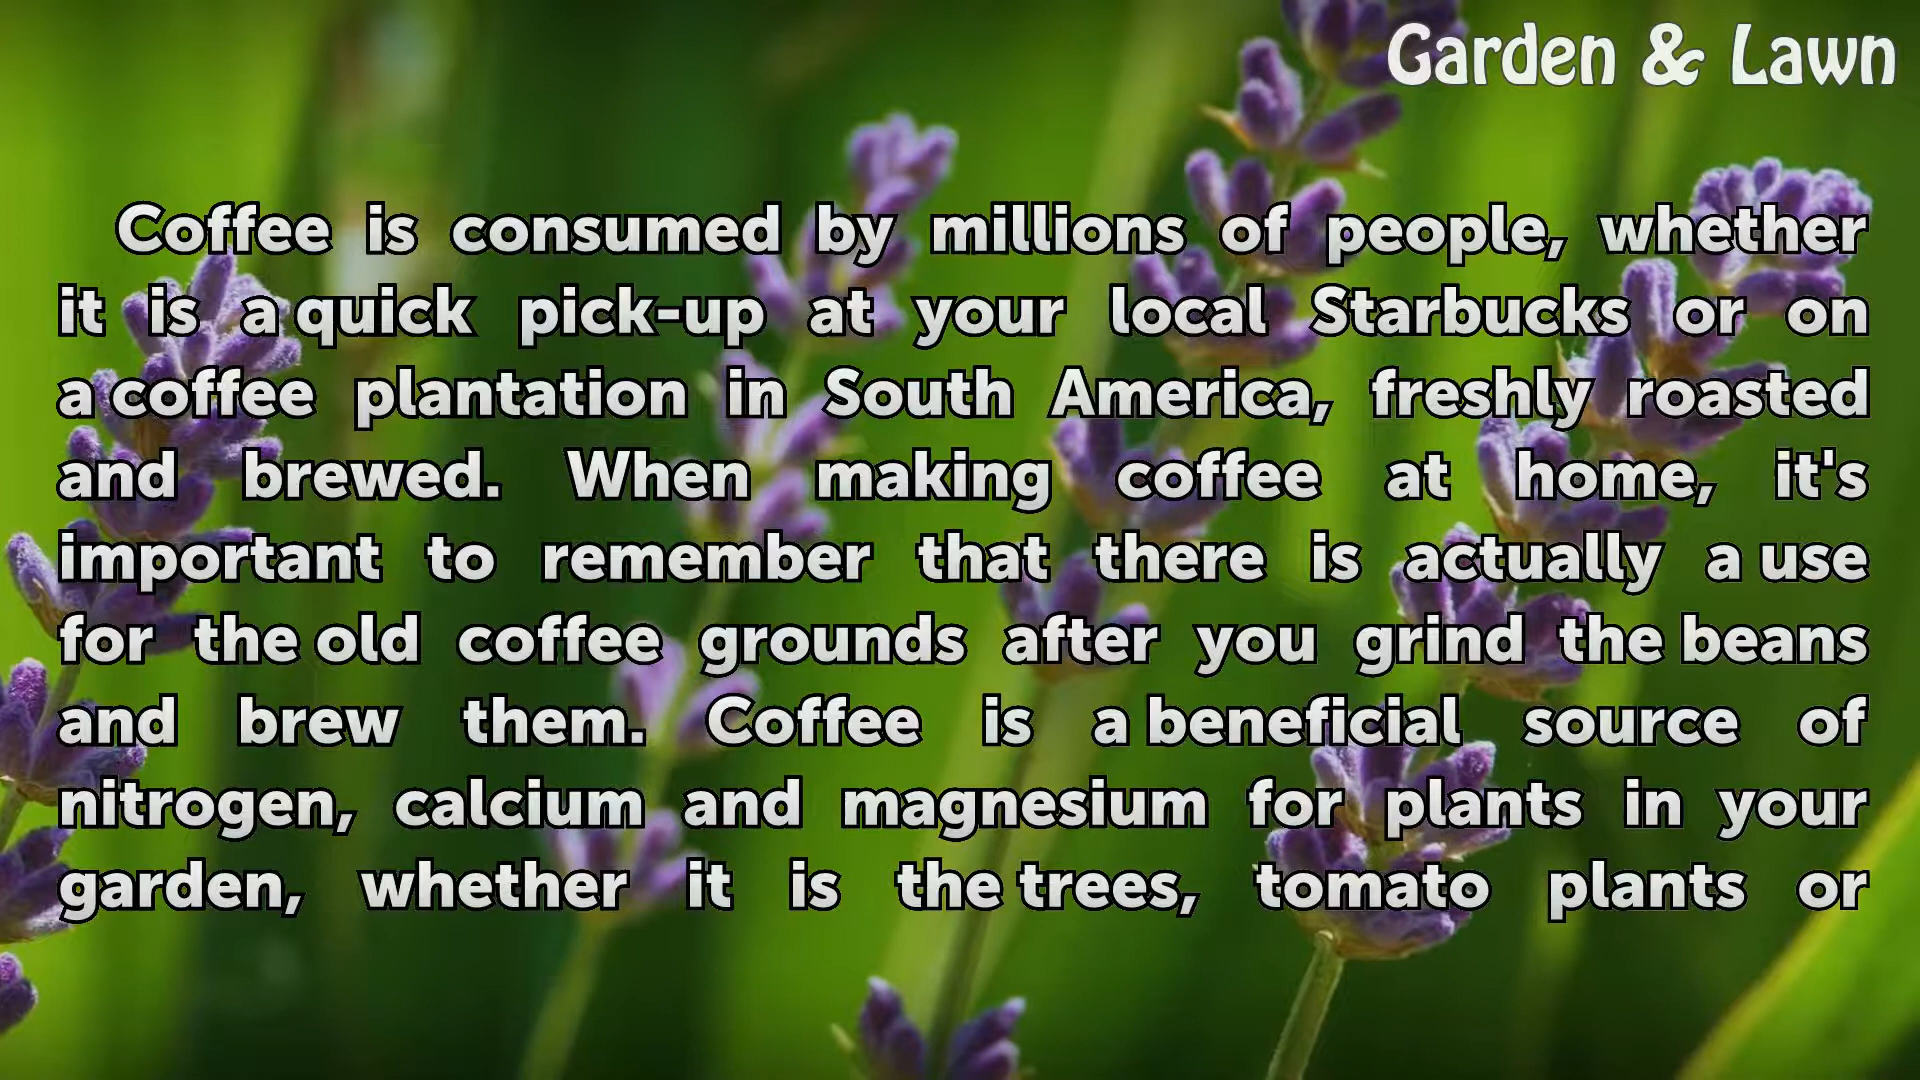 Garden & Lawn
Coffee is consumed by millions of people, whether
it is a quick pick-up at your local Starbucks or on
a coffee plantation in South America, freshly roasted
and brewed. When making coffee at home, it's
important to remember that there is actually a use
for the old coffee grounds after you grind the beans
and brew them. Coffee is a beneficial source of
nitrogen, calcium and magnesium for plants in your
garden, whether it is the trees, tomato plants or